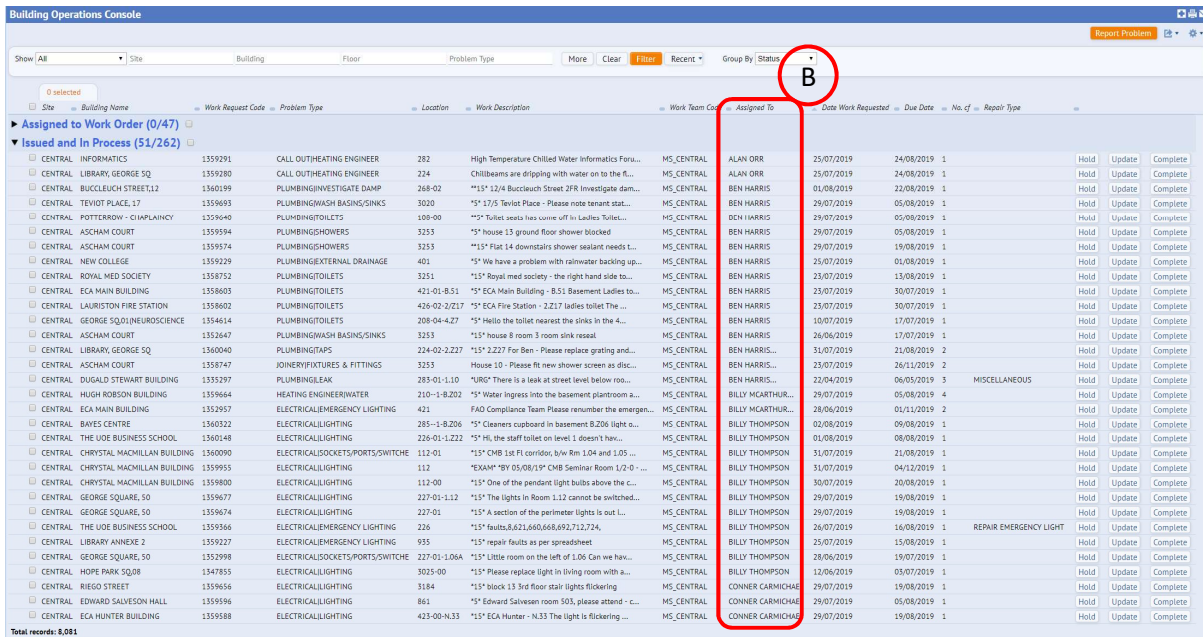 Building Operations Console
Report Problem
Show All Site Building Floor Problem Type More Clear Filter Recent Group By Status
B
0 selected
Site Building Name Work Request Code Problem Type Location Work Description Work Team Cod Assigned To Date Work Requested Due Date No. cf Repair Type
Assigned to Work Order (0/47)
Issued and In Process (51/262)
CENTRAL INFORMATICS 1359291 CALL OUT|HEATING ENGINEER 282 High Temperature Chilled Water Informatics Foru... MS_CENTRAL ALAN ORR 25/07/2019 24/08/2019 1 Hold Update Complete
CENTRAL LIBRARY, GEORGE SQ 1359280 CALL OUT|HEATING ENGINEER 224 Chillbeams are dripping with water on to the fl... MS_CENTRAL ALAN ORR 25/07/2019 24/08/2019 1 Hold Update Complete
CENTRAL BUCCLEUCH STREET,12 1360199 PLUMBING|INVESTIGATE DAMP 268-02 **15* 12/4 Buccleuch Street 2FR Investigate dam... MS_CENTRAL BEN HARRIS 01/08/2019 22/08/2019 1 Hold Update Complete
CENTRAL TEVIOT PLACE, 17 1359693 PLUMBING|WASH BASINS/SINKS 3020 *5* 17/5 Teviot Place - Please note tenant stat... MS_CENTRAL BEN HARRIS 29/07/2019 05/08/2019 1 Hold Update Complete
CENTRAL POTTERROW - CHAPLAINCY 1359640 PLUMBING|TOILETS 108-00 **5* Toilet seats has come off in Ladies Toilet... MS_CENTRAL BEN HARRIS 29/07/2019 05/08/2019 1 Hold Update Complete
CENTRAL ASCHAM COURT 1359594 PLUMBING|SHOWERS 3253 *5* house 13 ground floor shower blocked MS_CENTRAL BEN HARRIS 29/07/2019 05/08/2019 1 Hold Update Complete
CENTRAL ASCHAM COURT 1359574 PLUMBING|SHOWERS 3253 **15* Flat 14 downstairs shower sealant needs t... MS_CENTRAL BEN HARRIS 29/07/2019 19/08/2019 1 Hold Update Complete
CENTRAL NEW COLLEGE 1359229 PLUMBING|EXTERNAL DRAINAGE 401 *5* We have a problem with rainwater backing up... MS_CENTRAL BEN HARRIS 25/07/2019 01/08/2019 1 Hold Update Complete
CENTRAL ROYAL MED SOCIETY 1358752 PLUMBING|TOILETS 3251 *15* Royal med society - the right hand side to... MS_CENTRAL BEN HARRIS 23/07/2019 13/08/2019 1 Hold Update Complete
CENTRAL ECA MAIN BUILDING 1358603 PLUMBING|TOILETS 421-01-B.51 *5* ECA Main Building - B.51 Basement Ladies to... MS_CENTRAL BEN HARRIS 23/07/2019 30/07/2019 1 Hold Update Complete
CENTRAL LAURISTON FIRE STATION 1358602 PLUMBING|TOILETS 426-02-2/Z17 *5* ECA Fire Station - 2.Z17 ladies toilet The ... MS_CENTRAL BEN HARRIS 23/07/2019 30/07/2019 1 Hold Update Complete
CENTRAL GEORGE SQ,01(NEUROSCIENCE 1354614 PLUMBING|TOILETS 208-04-4.Z7 *5* Hello the toilet nearest the sinks in the 4... MS_CENTRAL BEN HARRIS 10/07/2019 17/07/2019 1 Hold Update Complete
CENTRAL ASCHAM COURT 1352647 PLUMBING|WASH BASINS/SINKS 3253 *15* house 8 room 3 room sink reseal MS_CENTRAL BEN HARRIS 26/06/2019 17/07/2019 1 Hold Update Complete
CENTRAL LIBRARY, GEORGE SQ 1360040 PLUMBING|TAPS 224-02-2.Z27 *15* 2.Z27 For Ben - Please replace grating and... MS_CENTRAL BEN HARRIS... 31/07/2019 21/08/2019 2 Hold Update Complete
CENTRAL ASCHAM COURT 1358747 JOINERY|FIXTURES & FITTINGS 3253 House 10 - Please fit new shower screen as disc... MS_CENTRAL BEN HARRIS... 23/07/2019 26/11/2019 2 Hold Update Complete
CENTRAL DUGALD STEWART BUILDING 1335297 PLUMBING|LEAK 283-01-1.10 *URG* There is a leak at street level below roo... MS_CENTRAL BEN HARRIS... 22/04/2019 06/05/2019 3 MISCELLANEOUS Hold Update Complete
CENTRAL HUGH ROBSON BUILDING 1359664 HEATING ENGINEER|WATER 210--1-B.Z02 *5* Water ingress into the basement plantroom a... MS_CENTRAL BILLY MCARTHUR... 29/07/2019 05/08/2019 4 Hold Update Complete
CENTRAL ECA MAIN BUILDING 1352957 ELECTRICAL|EMERGENCY LIGHTING 421 FAO Compliance Team Please renumber the emergen... MS_CENTRAL BILLY MCARTHUR... 28/06/2019 01/11/2019 2 Hold Update Complete
CENTRAL BAYES CENTRE 1360322 ELECTRICAL|LIGHTING 285--1-B.Z06 *5* Cleaners cupboard in basement B.Z06 light o... MS_CENTRAL BILLY THOMPSON 02/08/2019 09/08/2019 1 Hold Update Complete
CENTRAL THE UOE BUSINESS SCHOOL 1360148 ELECTRICAL|LIGHTING 226-01-1.Z22 *5* Hi, the staff toilet on level 1 doesn't hav... MS_CENTRAL BILLY THOMPSON 01/08/2019 08/08/2019 1 Hold Update Complete
CENTRAL CHRYSTAL MACMILLAN BUILDING 1360090 ELECTRICAL|SOCKETS/PORTS/SWITCHE 112-01 *15* CMB 1st Fl corridor, b/w Rm 1.04 and 1.05 ... MS_CENTRAL BILLY THOMPSON 31/07/2019 21/08/2019 1 Hold Update Complete
CENTRAL CHRYSTAL MACMILLAN BUILDING 1359955 ELECTRICAL|LIGHTING 112 *EXAM* *BY 05/08/19* CMB Seminar Room 1/2-0 - ... MS_CENTRAL BILLY THOMPSON 31/07/2019 04/12/2019 1 Hold Update Complete
CENTRAL CHRYSTAL MACMILLAN BUILDING 1359800 ELECTRICAL|LIGHTING 112-00 *15* One of the pendant light bulbs above the c... MS_CENTRAL BILLY THOMPSON 30/07/2019 20/08/2019 1 Hold Update Complete
CENTRAL GEORGE SQUARE, 50 1359677 ELECTRICAL|LIGHTING 227-01-1.12 *15* The lights in Room 1.12 cannot be switched... MS_CENTRAL BILLY THOMPSON 29/07/2019 19/08/2019 1 Hold Update Complete
CENTRAL GEORGE SQUARE, 50 1359674 ELECTRICAL|LIGHTING 227-01 *15* A section of the perimeter lights is out i... MS_CENTRAL BILLY THOMPSON 29/07/2019 19/08/2019 1 Hold Update Complete
CENTRAL THE UOE BUSINESS SCHOOL 1359366 ELECTRICAL|EMERGENCY LIGHTING 226 *15* faults,8,621,660,668,692,712,724, MS_CENTRAL BILLY THOMPSON 26/07/2019 16/08/2019 1 REPAIR EMERGENCY LIGHT Hold Update Complete
CENTRAL LIBRARY ANNEXE 2 1359227 ELECTRICAL|EMERGENCY LIGHTING 935 *15* repair faults as per spreadsheet MS_CENTRAL BILLY THOMPSON 25/07/2019 15/08/2019 1 Hold Update Complete
CENTRAL GEORGE SQUARE, 50 1352998 ELECTRICAL|SOCKETS/PORTS/SWITCHE 227-01-1.06A *15* Little room on the left of 1.06 Can we hav... MS_CENTRAL BILLY THOMPSON 28/06/2019 19/07/2019 1 Hold Update Complete
CENTRAL HOPE PARK SQ,08 1347855 ELECTRICAL|LIGHTING 3025-00 *15* Please replace light in living room with a... MS_CENTRAL BILLY THOMPSON 12/06/2019 03/07/2019 1 Hold Update Complete
CENTRAL RIEGO STREET 1359656 ELECTRICAL|LIGHTING 3184 *15* block 13 3rd floor stair lights flickering MS_CENTRAL CONNER CARMICHAE 29/07/2019 19/08/2019 1 Hold Update Complete
CENTRAL EDWARD SALVESON HALL 1359596 ELECTRICAL|LIGHTING 861 *5* Edward Salvesen room 503, please attend - c... MS_CENTRAL CONNER CARMICHAE 29/07/2019 05/08/2019 1 Hold Update Complete
CENTRAL ECA HUNTER BUILDING 1359588 ELECTRICAL|LIGHTING 423-00-N.33 *15* ECA Hunter - N.33 The light is flickering ... MS_CENTRAL CONNER CARMICHAE 29/07/2019 19/08/2019 1 Hold Update Complete
Total records: 8,081